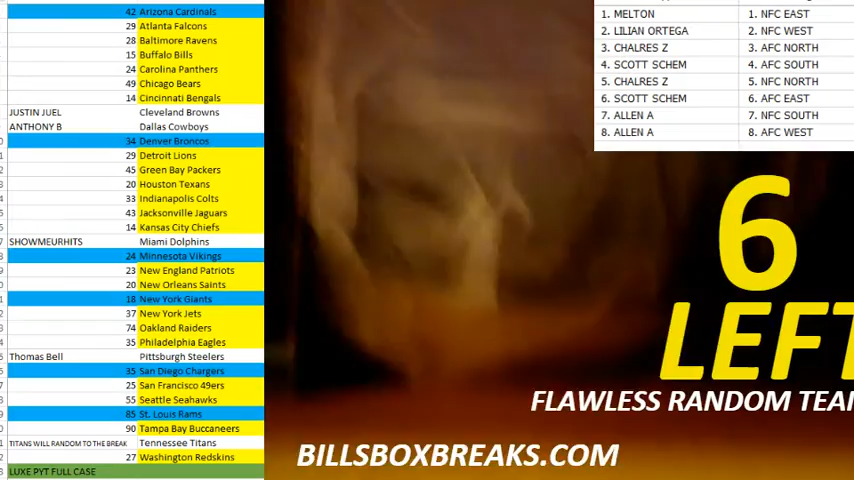 42 Arizona Cardinals
29 Atlanta Falcons
28 Baltimore Ravens
15 Buffalo Bills
24 Carolina Panthers
49 Chicago Bears
14 Cincinnati Bengals
JUSTIN JUEL Cleveland Browns
ANTHONY B Dallas Cowboys
34 Denver Broncos
29 Detroit Lions
45 Green Bay Packers
20 Houston Texans
33 Indianapolis Colts
43 Jacksonville Jaguars
14 Kansas City Chiefs
SHOWMEURHITS Miami Dolphins
24 Minnesota Vikings
23 New England Patriots
20 New Orleans Saints
18 New York Giants
37 New York Jets
74 Oakland Raiders
35 Philadelphia Eagles
Thomas Bell Pittsburgh Steelers
35 San Diego Chargers
25 San Francisco 49ers
55 Seattle Seahawks
85 St. Louis Rams
90 Tampa Bay Buccaneers
TITANS WILL RANDOM TO THE BREAK Tennessee Titans
27 Washington Redskins
LUXE PYT FULL CASE
1. MELTON 1. NFC EAST
2. LILIAN ORTEGA 2. NFC WEST
3. CHALRES Z 3. AFC NORTH
4. SCOTT SCHEM 4. AFC SOUTH
5. CHALRES Z 5. NFC NORTH
6. SCOTT SCHEM 6. AFC EAST
7. ALLEN A 7. NFC SOUTH
8. ALLEN A 8. AFC WEST
6
LEFT
FLAWLESS RANDOM TEAM
BILLSBOXBREAKS.COM